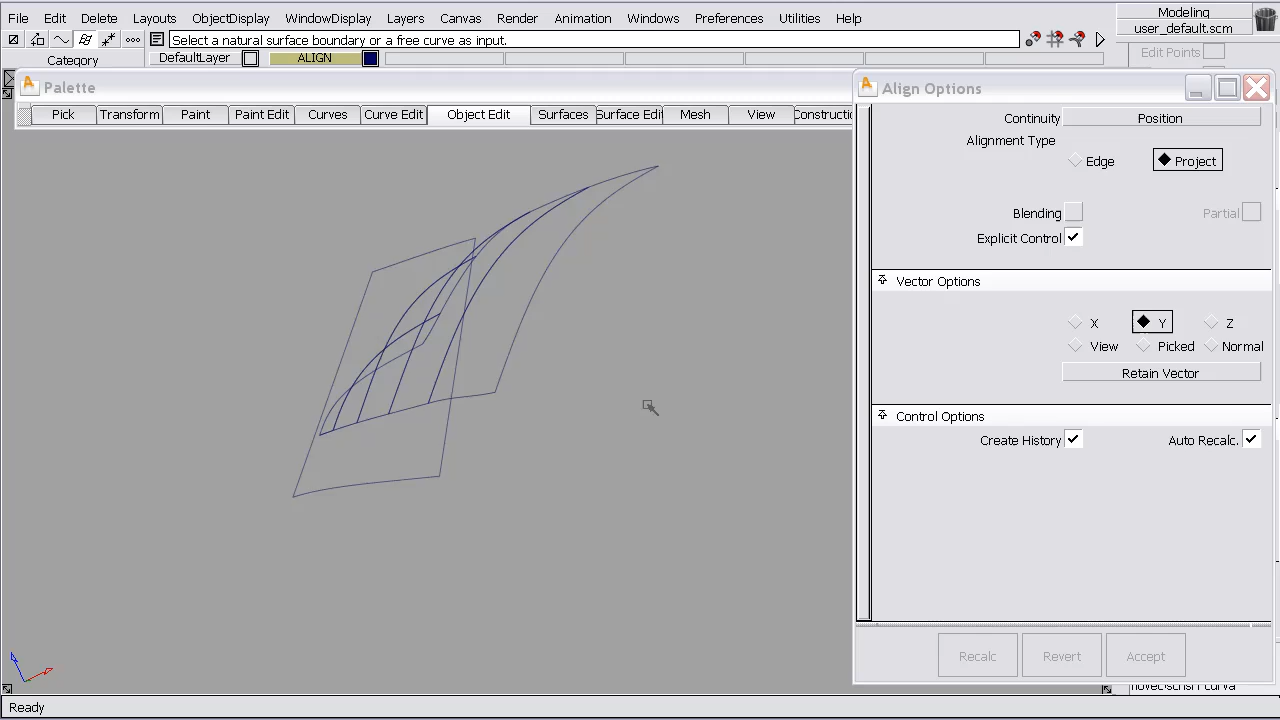 File Edit Delete Layouts ObjectDisplay WindowDisplay Layers Canvas Render Animation Windows Preferences Utilities Help
Modeling
user_default.scm
Select a natural surface boundary or a free curve as input.
Category
DefaultLayer
ALIGN
Edit Points
Palette
Pick Transform Paint Paint Edit Curves Curve Edit Object Edit Surfaces Surface Edi Mesh View Constructio
Align Options
Continuity Position
Alignment Type
Edge Project
Blending Partial
Explicit Control
Vector Options
X Y Z
View Picked Normal
Retain Vector
Control Options
Create History Auto Recalc.
Recalc Revert Accept
Ready